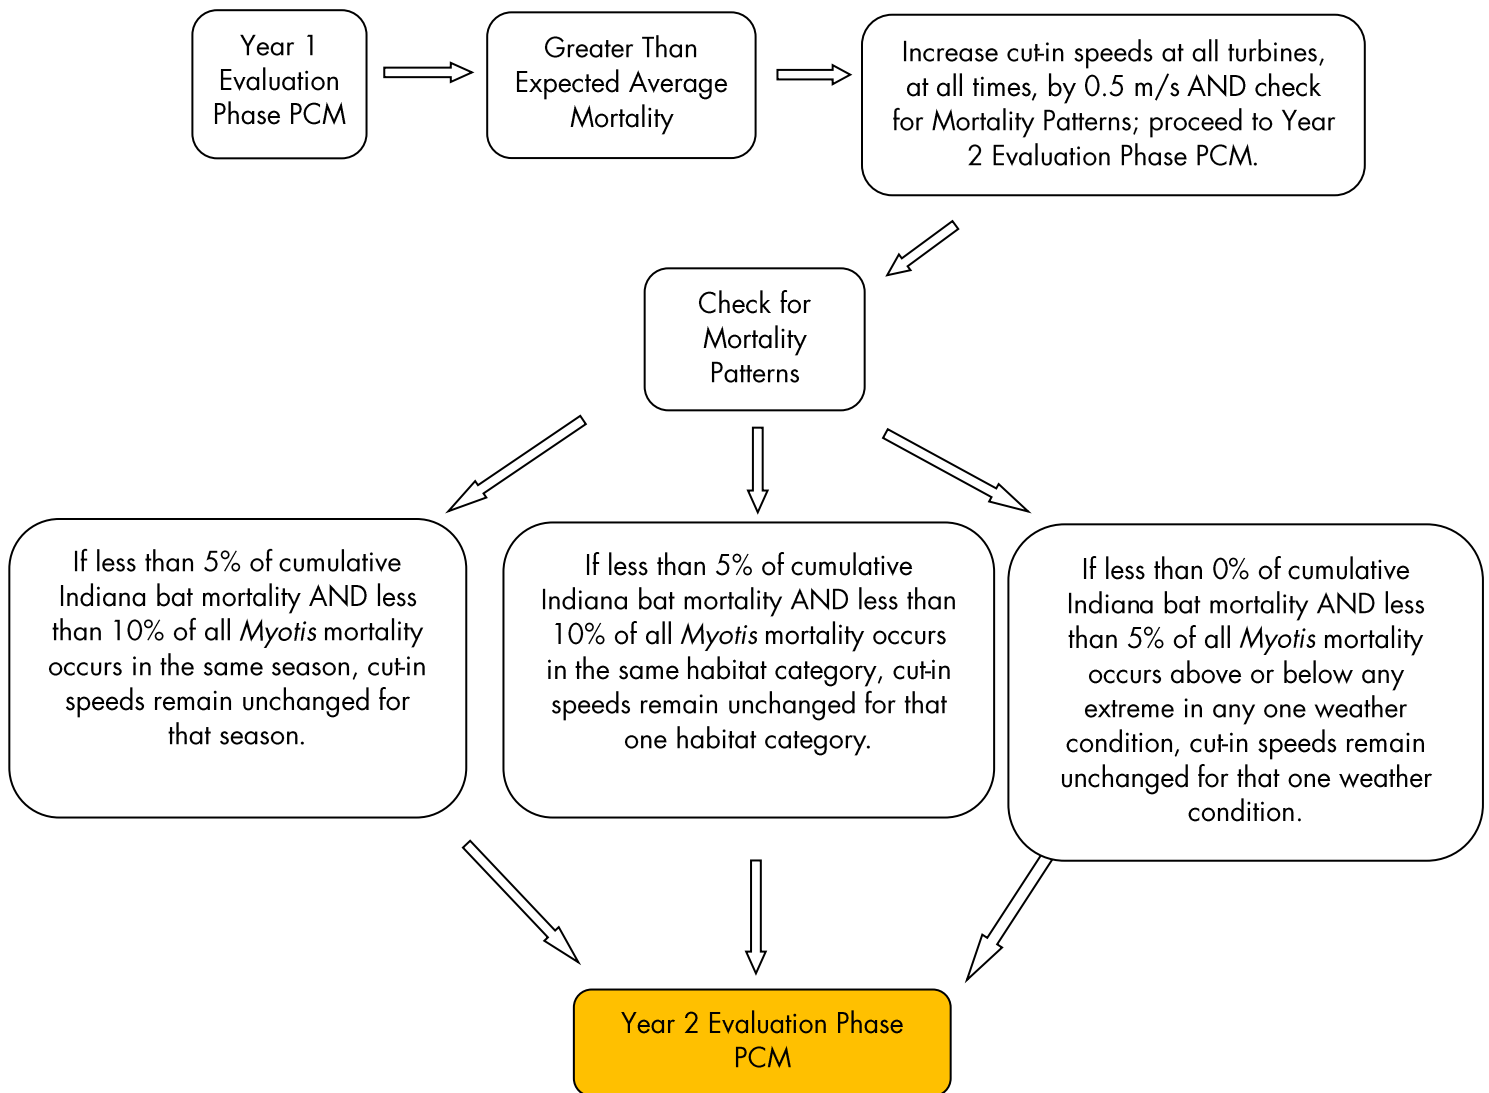 Year 1
Evaluation
Phase PCM
Greater Than
Expected Average
Mortality
Increase cut-in speeds at all turbines,
at all times, by 0.5 m/s AND check
for Mortality Patterns; proceed to Year
2 Evaluation Phase PCM.
Check for
Mortality
Patterns
If less than 5% of cumulative
Indiana bat mortality AND less
than 10% of all Myotis mortality
occurs in the same season, cut-in
speeds remain unchanged for
that season.
If less than 5% of cumulative
Indiana bat mortality AND less than
10% of all Myotis mortality occurs
in the same habitat category, cut-in
speeds remain unchanged for that
one habitat category.
If less than 0% of cumulative
Indiana bat mortality AND less
than 5% of all Myotis mortality
occurs above or below any
extreme in any one weather
condition, cut-in speeds remain
unchanged for that one weather
condition.
Year 2 Evaluation Phase
PCM